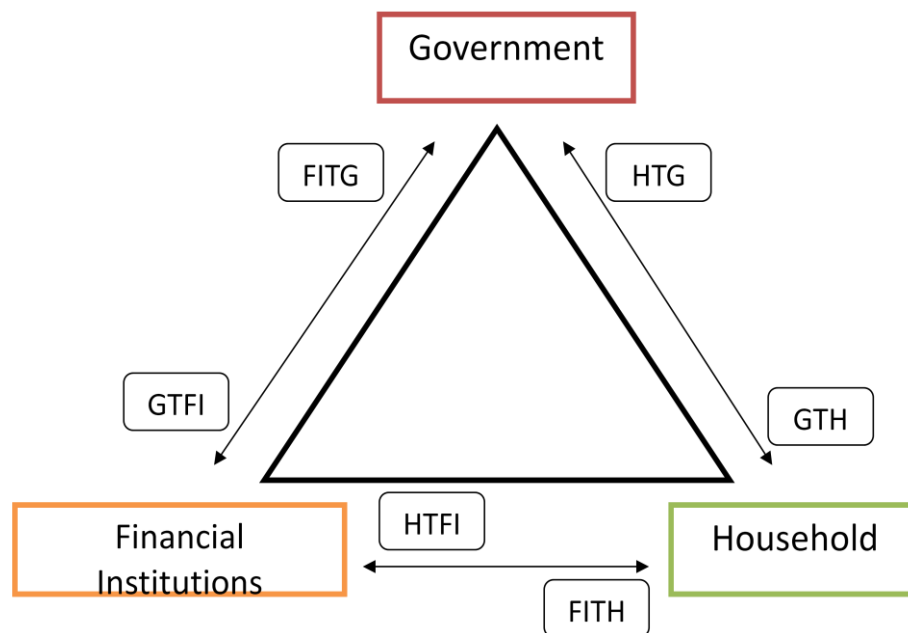 Government
FITG
HTG
GTFI
GTH
HTFI
Financial
Institutions
Household
FITH